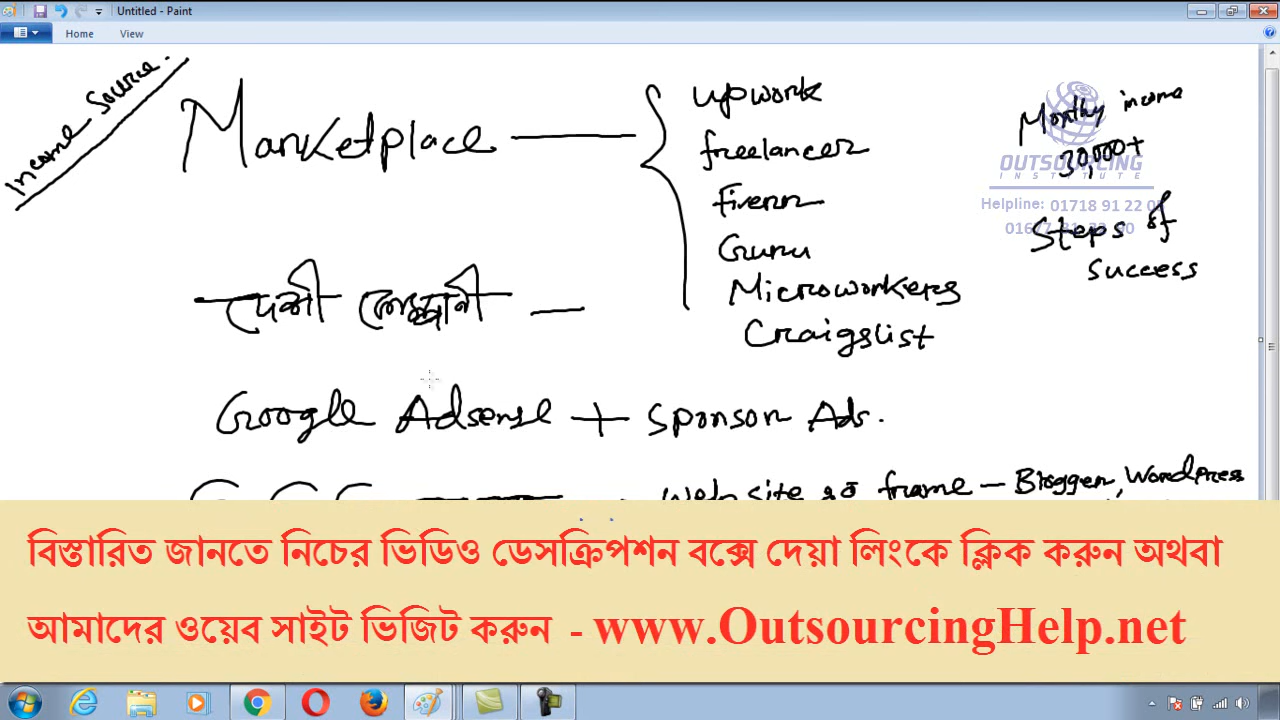 Untitled - Paint
Home View
Income Source.
Marketplace
upwork
freelancer
Fiverr
Guru
Microworkers
Craigslist
Monthly income
30,000+
Steps of
Success
OUTSOURCING
INSTITUTE
Helpline: 01718 91 22 0
দেশী কোম্পানী
Google Adsense + Sponsor Ads.
Website frame - Blogger, WordPress
বিস্তারিত জানতে নিচের ভিডিও ডেসক্রিপশন বক্সে দেয়া লিংকে ক্লিক করুন অথবা
আমাদের ওয়েব সাইট ভিজিট করুন - www.OutsourcingHelp.net